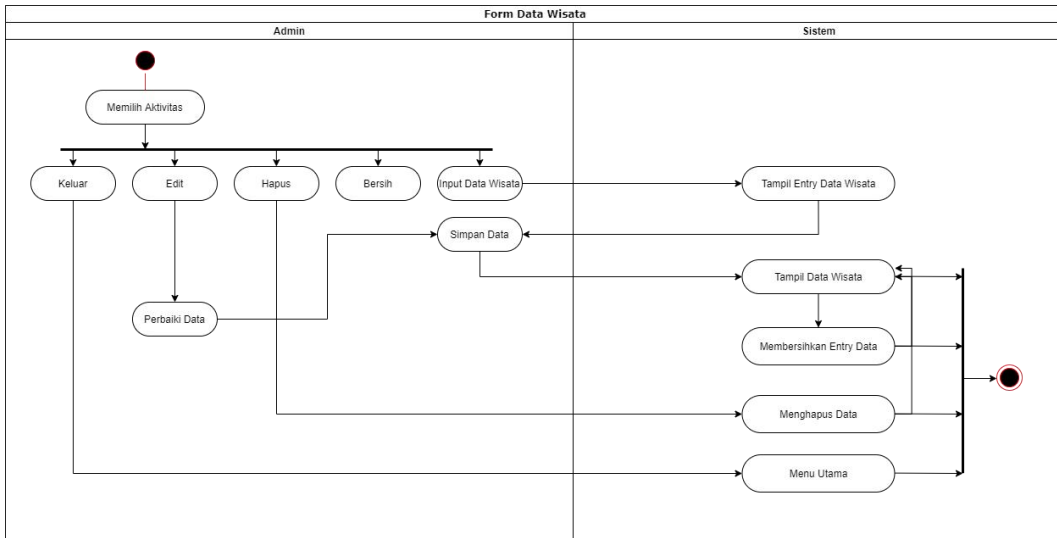 Form Data Wisata
Admin
Sistem
Memilih Aktivitas
Keluar
Edit
Hapus
Bersih
Input Data Wisata
Tampil Entry Data Wisata
Simpan Data
Tampil Data Wisata
Perbaiki Data
Membersihkan Entry Data
Menghapus Data
Menu Utama